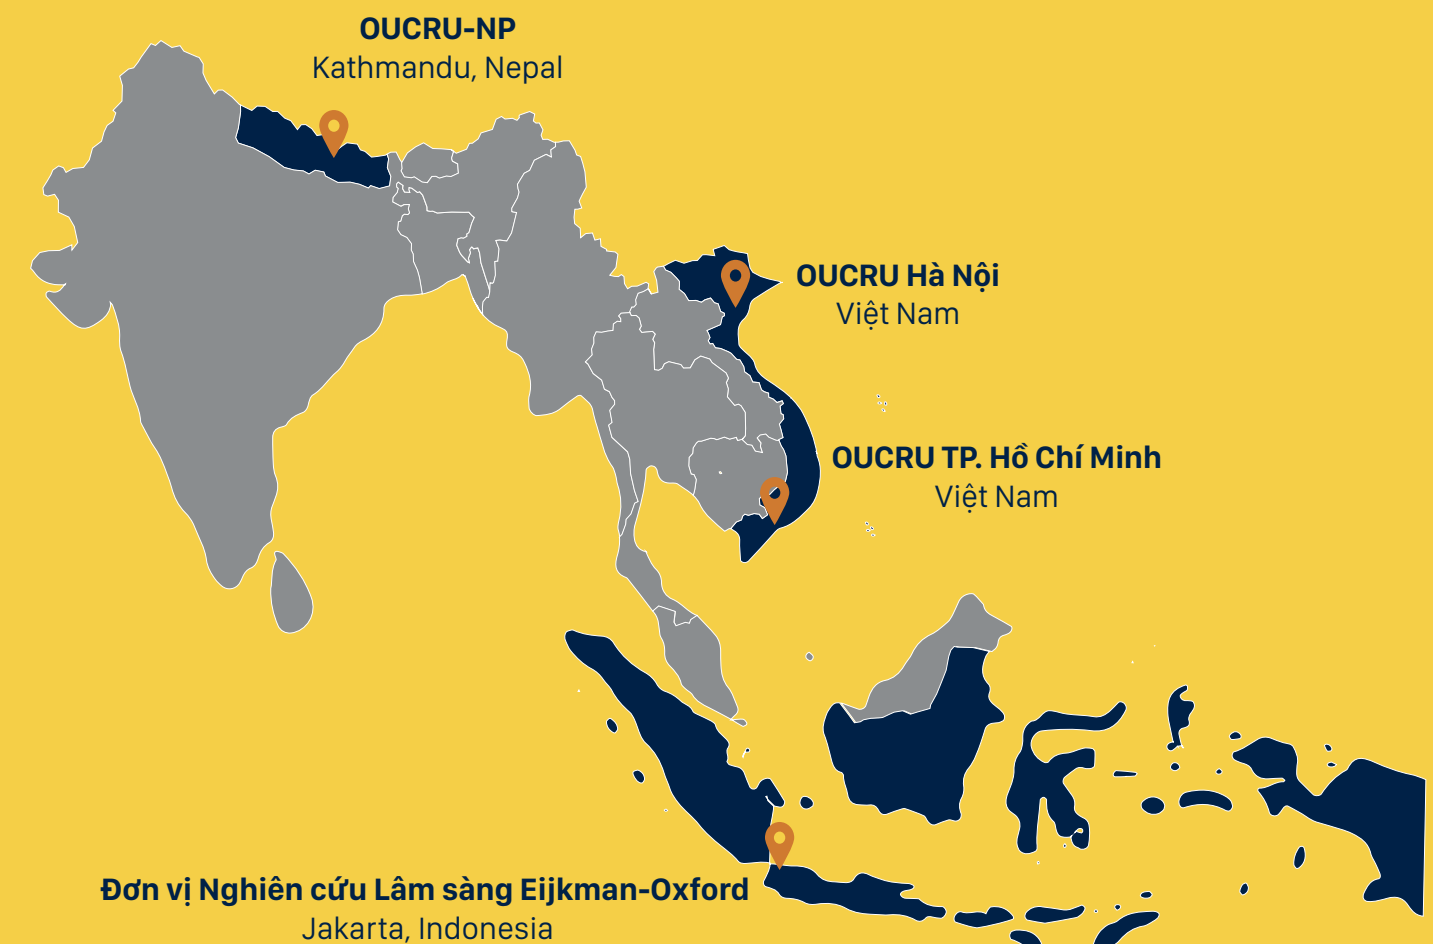 OUCRU-NP
Kathmandu, Nepal
OUCRU Hà Nội
Việt Nam
OUCRU TP. Hồ Chí Minh
Việt Nam
Đơn vị Nghiên cứu Lâm sàng Eijkman-Oxford
Jakarta, Indonesia